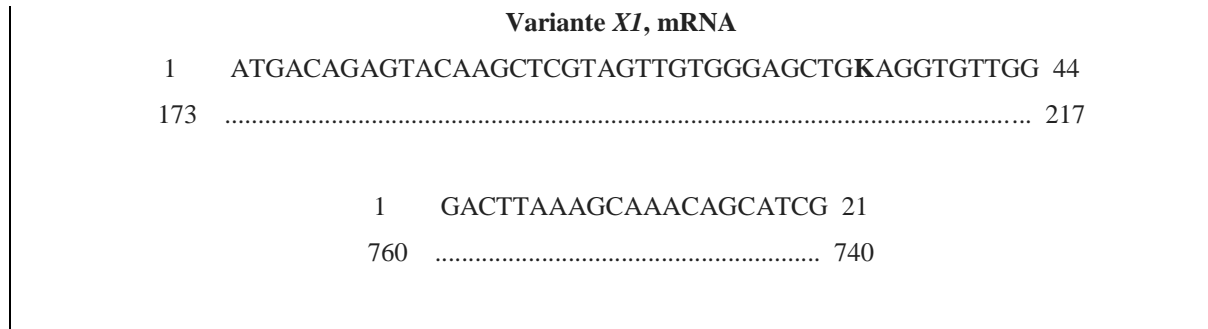 Variante X1, mRNA
1 ATGACAGAGTACAAGCTCGTAGTTGTGGGAGCTGKAGGTGTTGG 44
173 ........................................................................................................................ 217
1 GACTTAAAGCAAACAGCATCG 21
760 .......................................................... 740